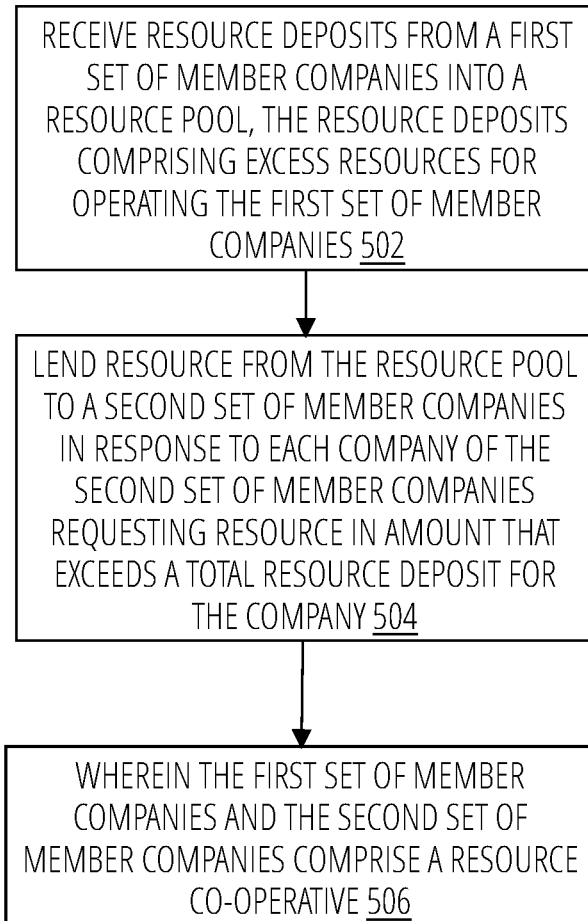 RECEIVE RESOURCE DEPOSITS FROM A FIRST
SET OF MEMBER COMPANIES INTO A
RESOURCE POOL, THE RESOURCE DEPOSITS
COMPRISING EXCESS RESOURCES FOR
OPERATING THE FIRST SET OF MEMBER
COMPANIES 502
LEND RESOURCE FROM THE RESOURCE POOL
TO A SECOND SET OF MEMBER COMPANIES
IN RESPONSE TO EACH COMPANY OF THE
SECOND SET OF MEMBER COMPANIES
REQUESTING RESOURCE IN AMOUNT THAT
EXCEEDS A TOTAL RESOURCE DEPOSIT FOR
THE COMPANY 504
WHEREIN THE FIRST SET OF MEMBER
COMPANIES AND THE SECOND SET OF
MEMBER COMPANIES COMPRISE A RESOURCE
CO-OPERATIVE 506